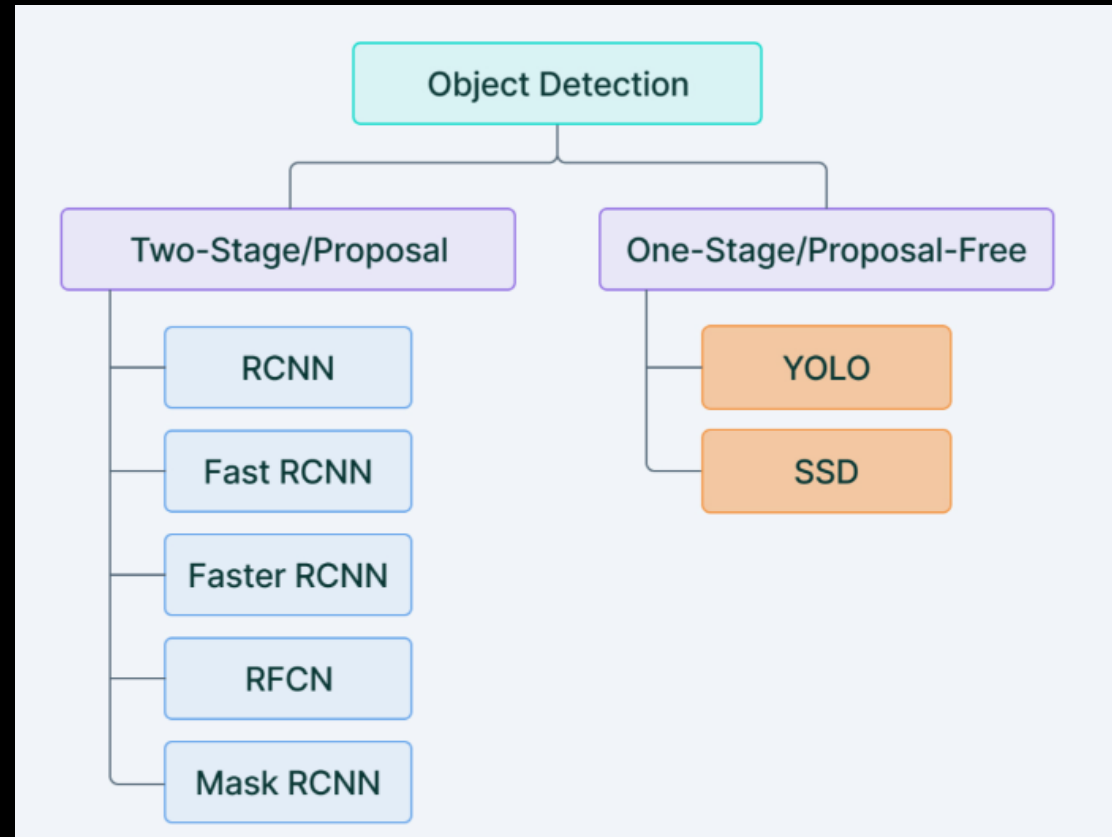 Object Detection
Two-Stage/Proposal
One-Stage/Proposal-Free
RCNN
Fast RCNN
Faster RCNN
RFCN
Mask RCNN
YOLO
SSD